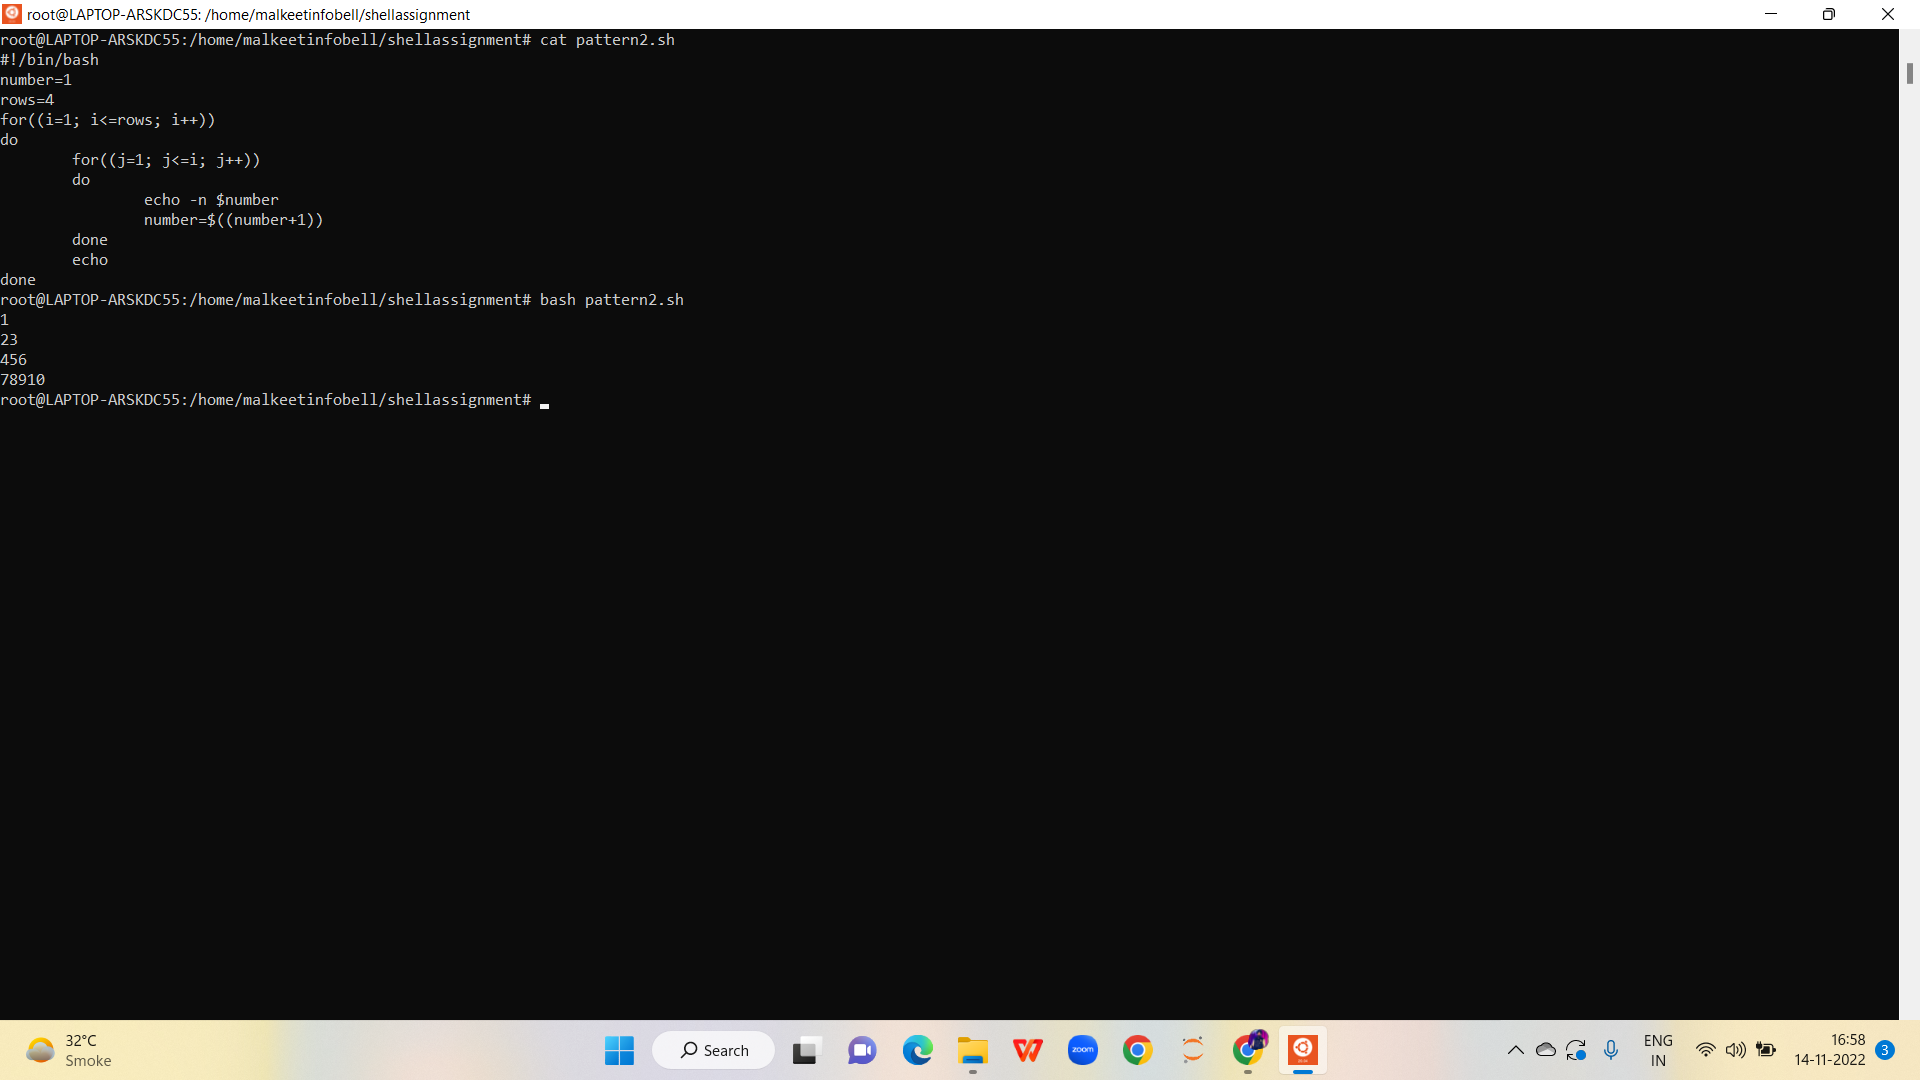 root@LAPTOP-ARSKDC55: /home/malkeetinfobell/shellassignment
root@LAPTOP-ARSKDC55:/home/malkeetinfobell/shellassignment# cat pattern2.sh
#!/bin/bash
number=1
rows=4
for((i=1; i<=rows; i++))
do
        for((j=1; j<=i; j++))
        do
                echo -n $number
                number=$((number+1))
        done
        echo
done
root@LAPTOP-ARSKDC55:/home/malkeetinfobell/shellassignment# bash pattern2.sh
1
23
456
78910
root@LAPTOP-ARSKDC55:/home/malkeetinfobell/shellassignment#
32°C
Smoke
Search
zoom
ENG
IN
16:58
14-11-2022
3